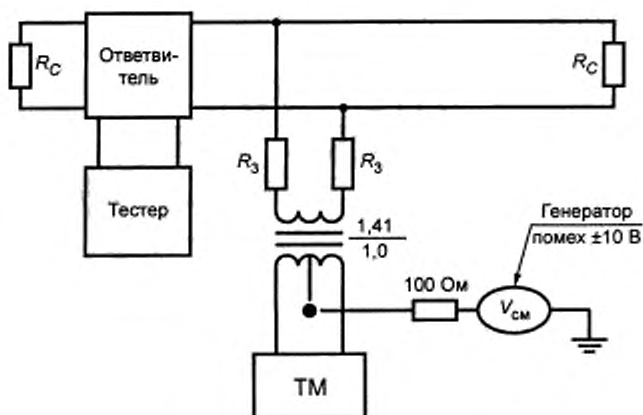 R_C
Ответви-
тель
R_C
R_З
R_З
Тестер
1,41
1,0
Генератор
помех ±10 В
100 Ом
V_см
ТМ